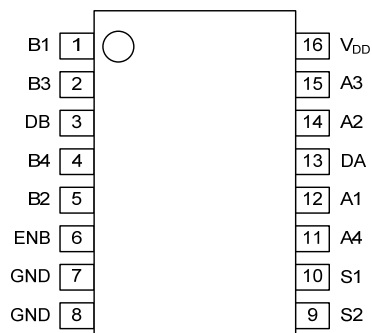 B1 1 16 VDD
B3 2 15 A3
DB 3 14 A2
B4 4 13 DA
B2 5 12 A1
ENB 6 11 A4
GND 7 10 S1
GND 8 9 S2